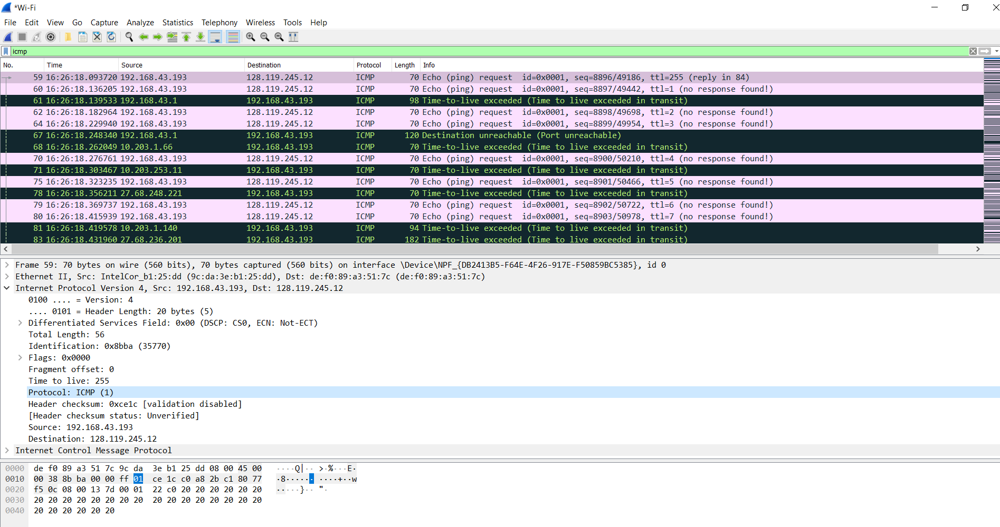 *Wi-Fi
File Edit View Go Capture Analyze Statistics Telephony Wireless Tools Help
icmp
No. Time Source Destination Protocol Length Info
59 16:26:18.093720 192.168.43.193 128.119.245.12 ICMP 70 Echo (ping) request id=0x0001, seq=8896/49186, ttl=255 (reply in 84)
60 16:26:18.136205 192.168.43.193 128.119.245.12 ICMP 70 Echo (ping) request id=0x0001, seq=8897/49442, ttl=1 (no response found!)
61 16:26:18.139533 192.168.43.1 192.168.43.193 ICMP 98 Time-to-live exceeded (Time to live exceeded in transit)
62 16:26:18.182964 192.168.43.193 128.119.245.12 ICMP 70 Echo (ping) request id=0x0001, seq=8898/49698, ttl=2 (no response found!)
64 16:26:18.229940 192.168.43.193 128.119.245.12 ICMP 70 Echo (ping) request id=0x0001, seq=8899/49954, ttl=3 (no response found!)
67 16:26:18.248340 192.168.43.1 192.168.43.193 ICMP 120 Destination unreachable (Port unreachable)
68 16:26:18.262049 10.203.1.66 192.168.43.193 ICMP 70 Time-to-live exceeded (Time to live exceeded in transit)
70 16:26:18.276761 192.168.43.193 128.119.245.12 ICMP 70 Echo (ping) request id=0x0001, seq=8900/50210, ttl=4 (no response found!)
71 16:26:18.303467 10.203.253.11 192.168.43.193 ICMP 70 Time-to-live exceeded (Time to live exceeded in transit)
75 16:26:18.323235 192.168.43.193 128.119.245.12 ICMP 70 Echo (ping) request id=0x0001, seq=8901/50466, ttl=5 (no response found!)
78 16:26:18.356211 27.68.248.221 192.168.43.193 ICMP 70 Time-to-live exceeded (Time to live exceeded in transit)
79 16:26:18.369737 192.168.43.193 128.119.245.12 ICMP 70 Echo (ping) request id=0x0001, seq=8902/50722, ttl=6 (no response found!)
80 16:26:18.415939 192.168.43.193 128.119.245.12 ICMP 70 Echo (ping) request id=0x0001, seq=8903/50978, ttl=7 (no response found!)
81 16:26:18.419578 10.203.1.140 192.168.43.193 ICMP 94 Time-to-live exceeded (Time to live exceeded in transit)
83 16:26:18.431960 27.68.236.201 192.168.43.193 ICMP 182 Time-to-live exceeded (Time to live exceeded in transit)
Frame 59: 70 bytes on wire (560 bits), 70 bytes captured (560 bits) on interface \Device\NPF_{DB2413B5-F64E-4F26-917E-F50859BC5385}, id 0
Ethernet II, Src: IntelCor_b1:25:dd (9c:da:3e:b1:25:dd), Dst: de:f0:89:a3:51:7c (de:f0:89:a3:51:7c)
Internet Protocol Version 4, Src: 192.168.43.193, Dst: 128.119.245.12
0100 .... = Version: 4
.... 0101 = Header Length: 20 bytes (5)
Differentiated Services Field: 0x00 (DSCP: CS0, ECN: Not-ECT)
Total Length: 56
Identification: 0x8bba (35770)
Flags: 0x0000
Fragment offset: 0
Time to live: 255
Protocol: ICMP (1)
Header checksum: 0xce1c [validation disabled]
[Header checksum status: Unverified]
Source: 192.168.43.193
Destination: 128.119.245.12
Internet Control Message Protocol
0000 de f0 89 a3 51 7c 9c da 3e b1 25 dd 08 00 45 00 ····Q|·· >·%···E·
0010 00 38 8b ba 00 00 ff 01 ce 1c c0 a8 2b c1 80 77 ·8······ ····+··w
0020 f5 0c 08 00 13 7d 00 01 22 c0 20 20 20 20 20 20 ·····}·· "·
0030 20 20 20 20 20 20 20 20 20 20 20 20 20 20 20 20
0040 20 20 20 20 20 20